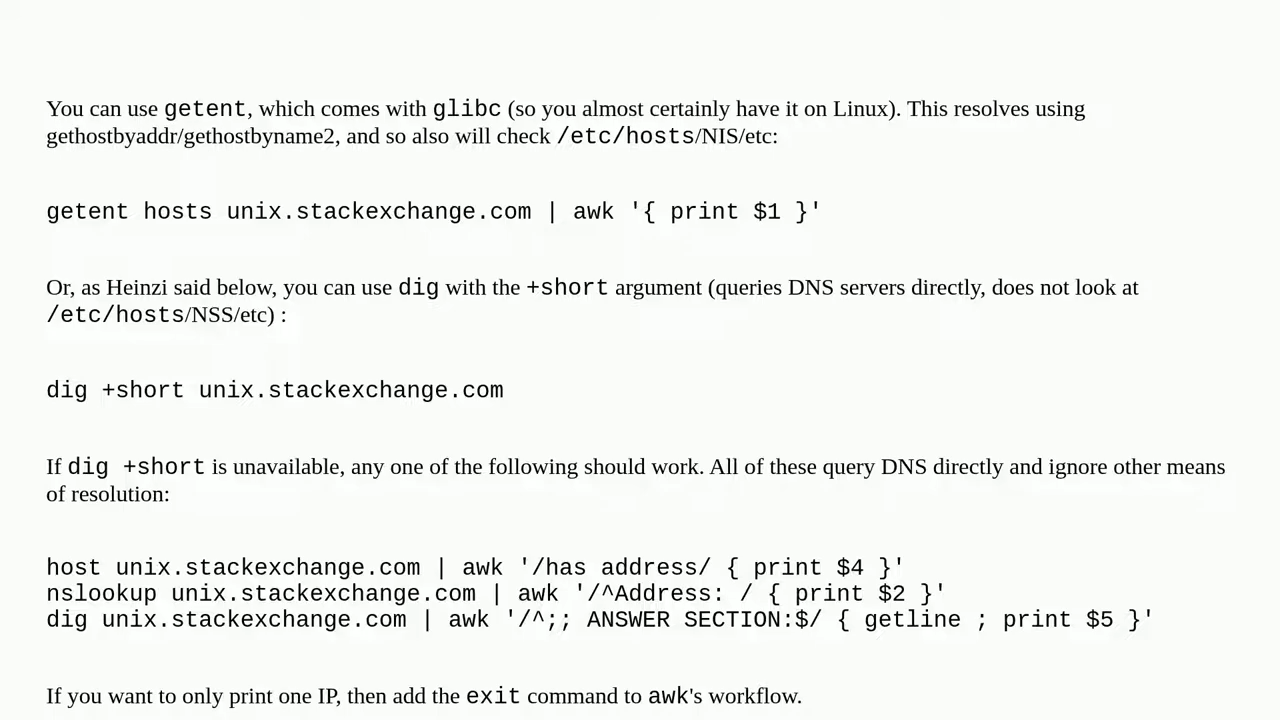 You can use getent, which comes with glibc (so you almost certainly have it on Linux). This resolves using
gethostbyaddr/gethostbyname2, and so also will check /etc/hosts/NIS/etc:
getent hosts unix.stackexchange.com | awk '{ print $1 }'
Or, as Heinzi said below, you can use dig with the +short argument (queries DNS servers directly, does not look at
/etc/hosts/NSS/etc) :
dig +short unix.stackexchange.com
If dig +short is unavailable, any one of the following should work. All of these query DNS directly and ignore other means
of resolution:
host unix.stackexchange.com | awk '/has address/ { print $4 }'
nslookup unix.stackexchange.com | awk '/^Address: / { print $2 }'
dig unix.stackexchange.com | awk '/^;; ANSWER SECTION:$/ { getline ; print $5 }'
If you want to only print one IP, then add the exit command to awk's workflow.